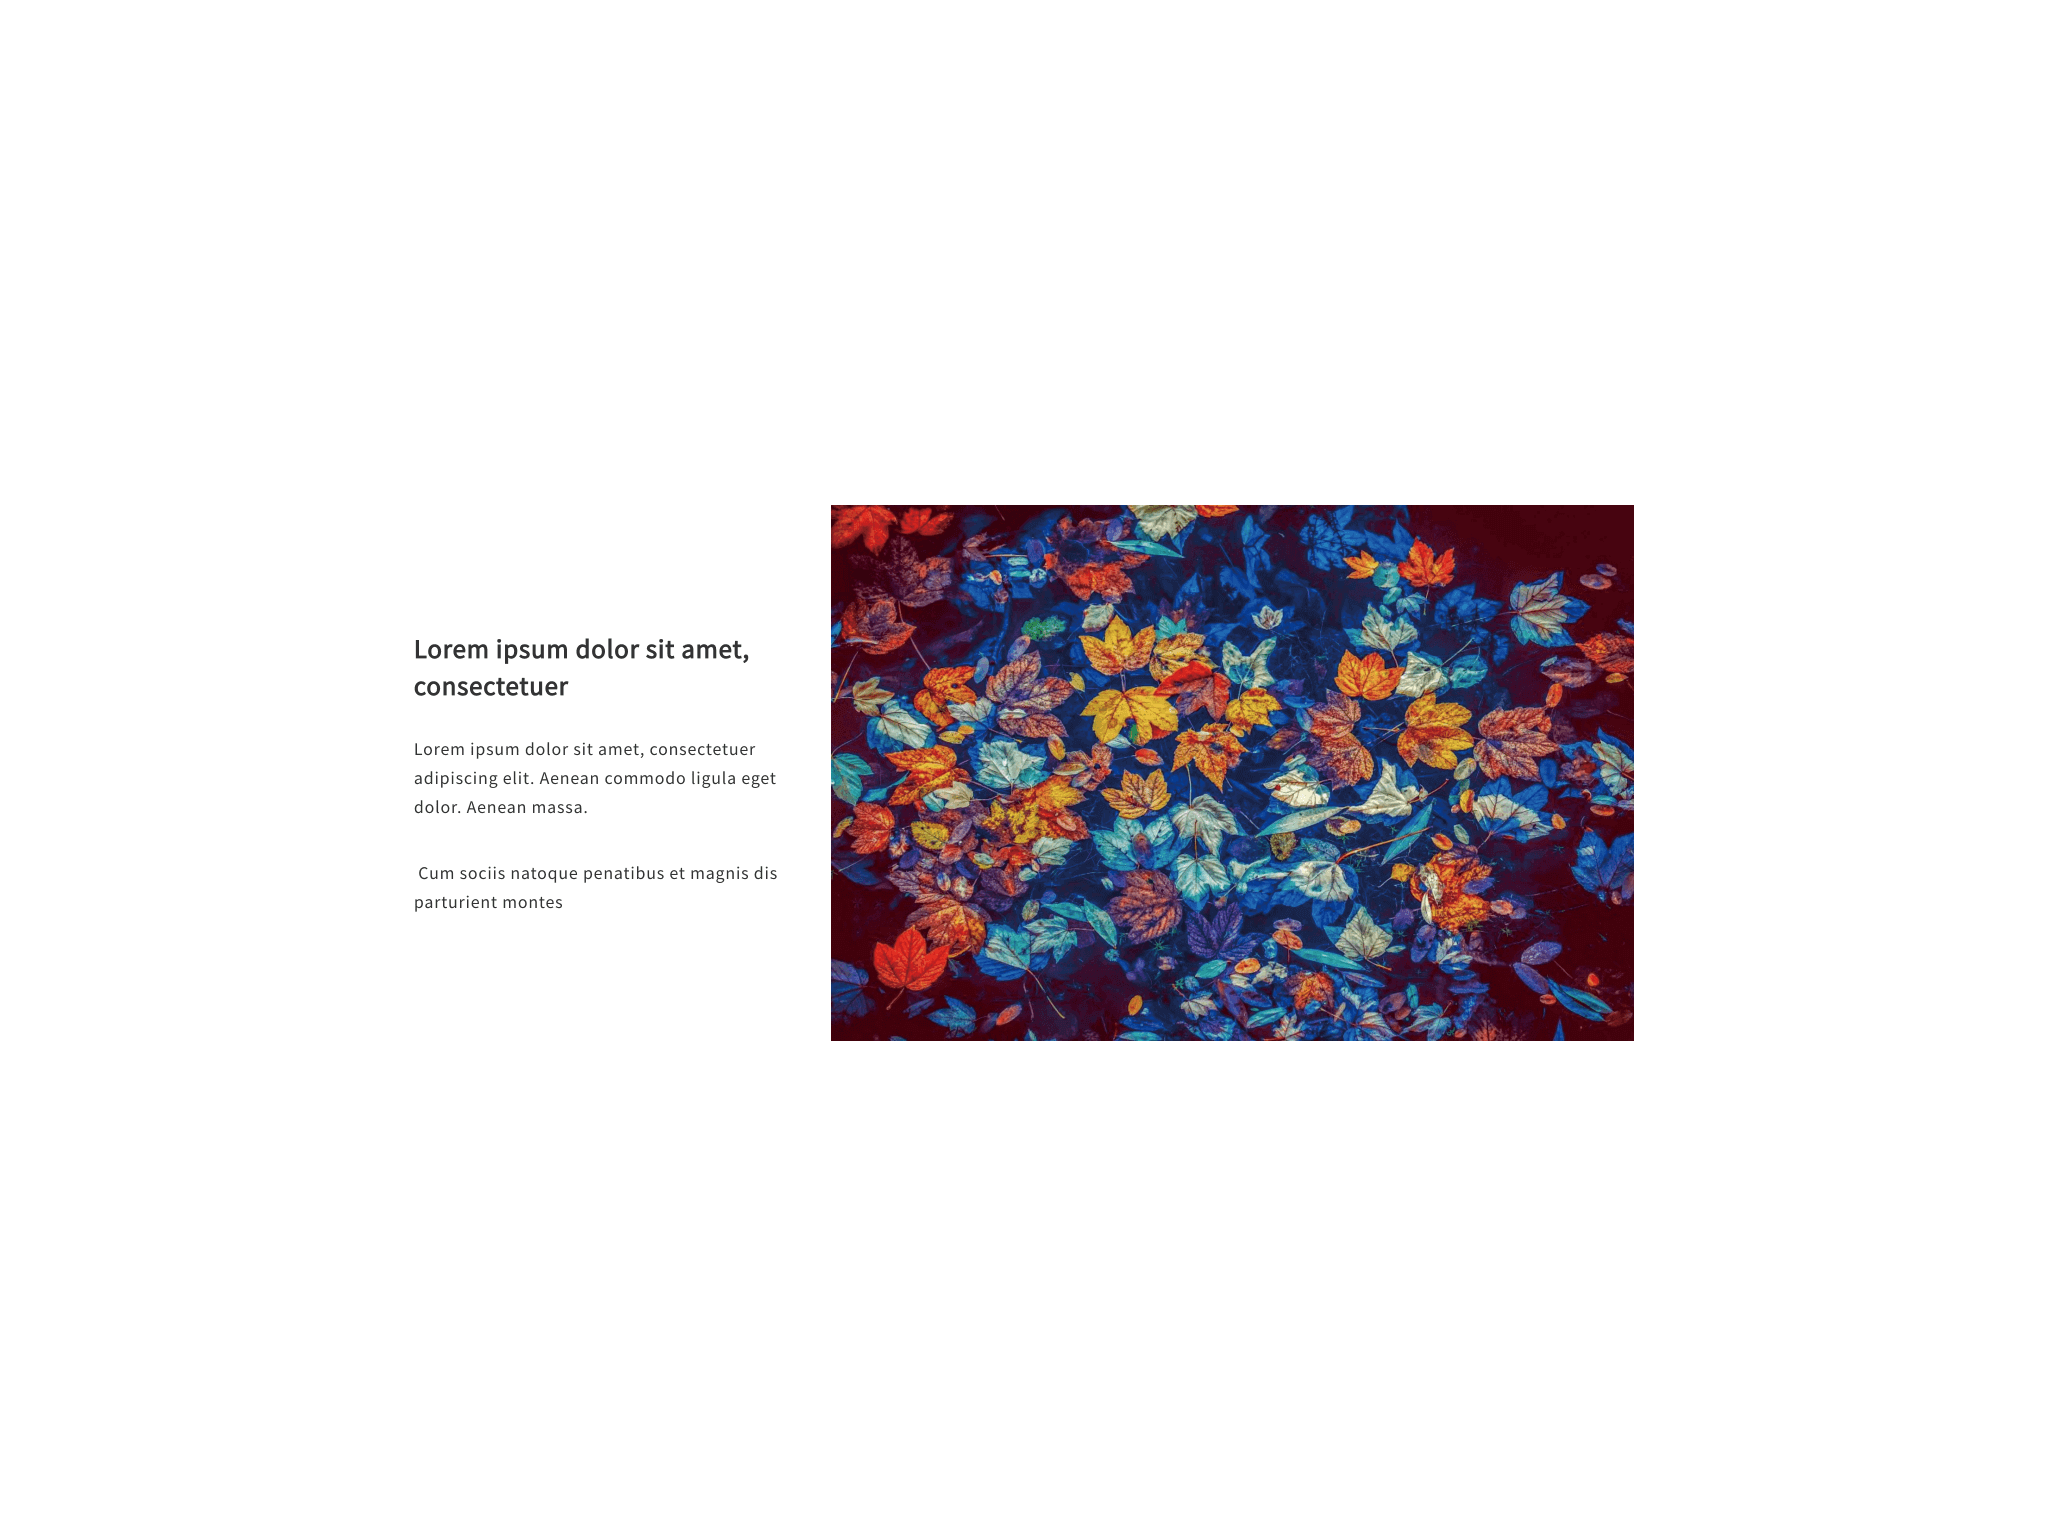 Lorem ipsum dolor sit amet,
consectetuer
Lorem ipsum dolor sit amet, consectetuer
adipiscing elit. Aenean commodo ligula eget
dolor. Aenean massa.
Cum sociis natoque penatibus et magnis dis
parturient montes